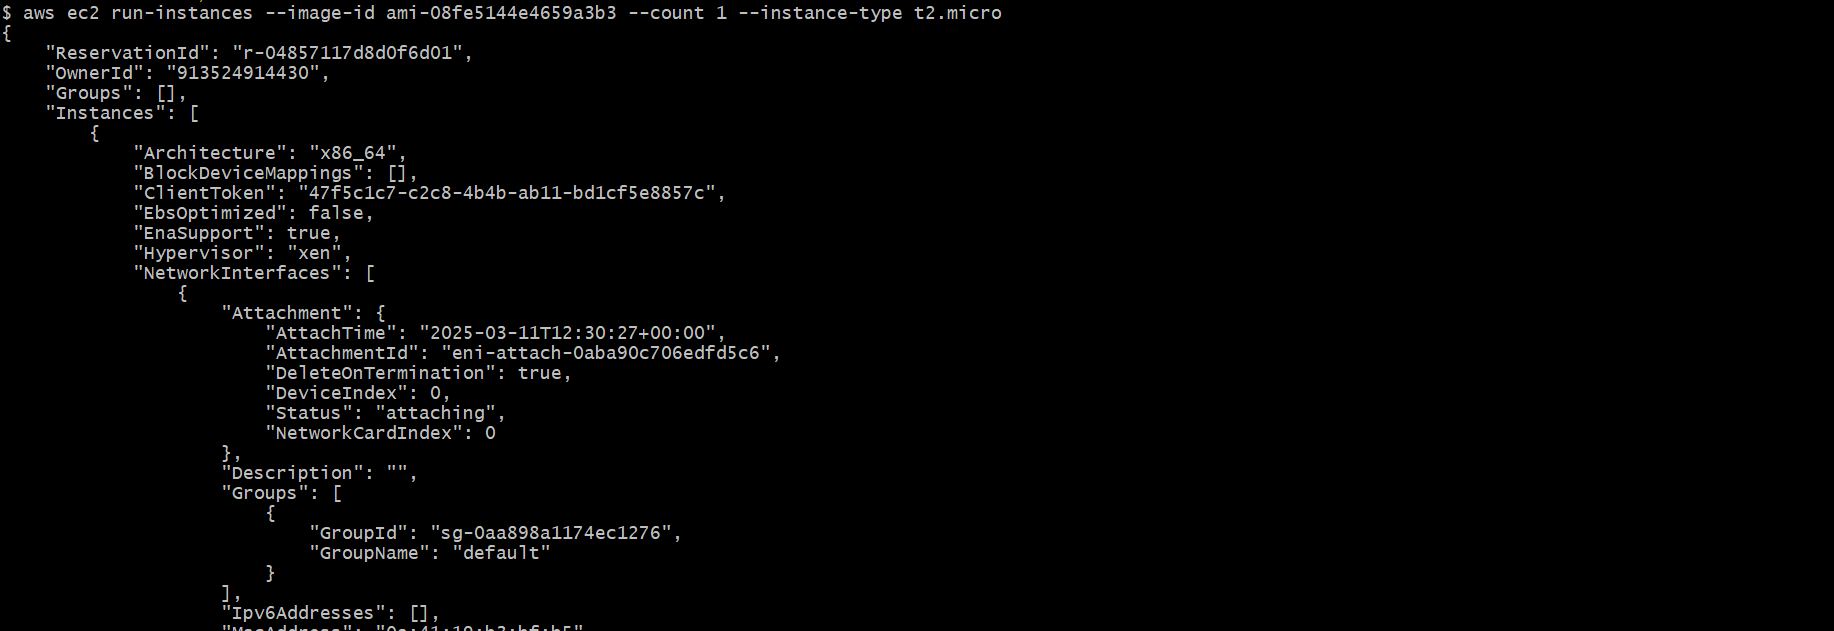 $ aws ec2 run-instances --image-id ami-08fe5144e4659a3b3 --count 1 --instance-type t2.micro
{
    "ReservationId": "r-04857117d8d0f6d01",
    "OwnerId": "913524914430",
    "Groups": [],
    "Instances": [
        {
            "Architecture": "x86_64",
            "BlockDeviceMappings": [],
            "ClientToken": "47f5c1c7-c2c8-4b4b-ab11-bd1cf5e8857c",
            "EbsOptimized": false,
            "EnaSupport": true,
            "Hypervisor": "xen",
            "NetworkInterfaces": [
                {
                    "Attachment": {
                        "AttachTime": "2025-03-11T12:30:27+00:00",
                        "AttachmentId": "eni-attach-0aba90c706edfd5c6",
                        "DeleteOnTermination": true,
                        "DeviceIndex": 0,
                        "Status": "attaching",
                        "NetworkCardIndex": 0
                    },
                    "Description": "",
                    "Groups": [
                        {
                            "GroupId": "sg-0aa898a1174ec1276",
                            "GroupName": "default"
                        }
                    ],
                    "Ipv6Addresses": [],
                    "MacAddress":